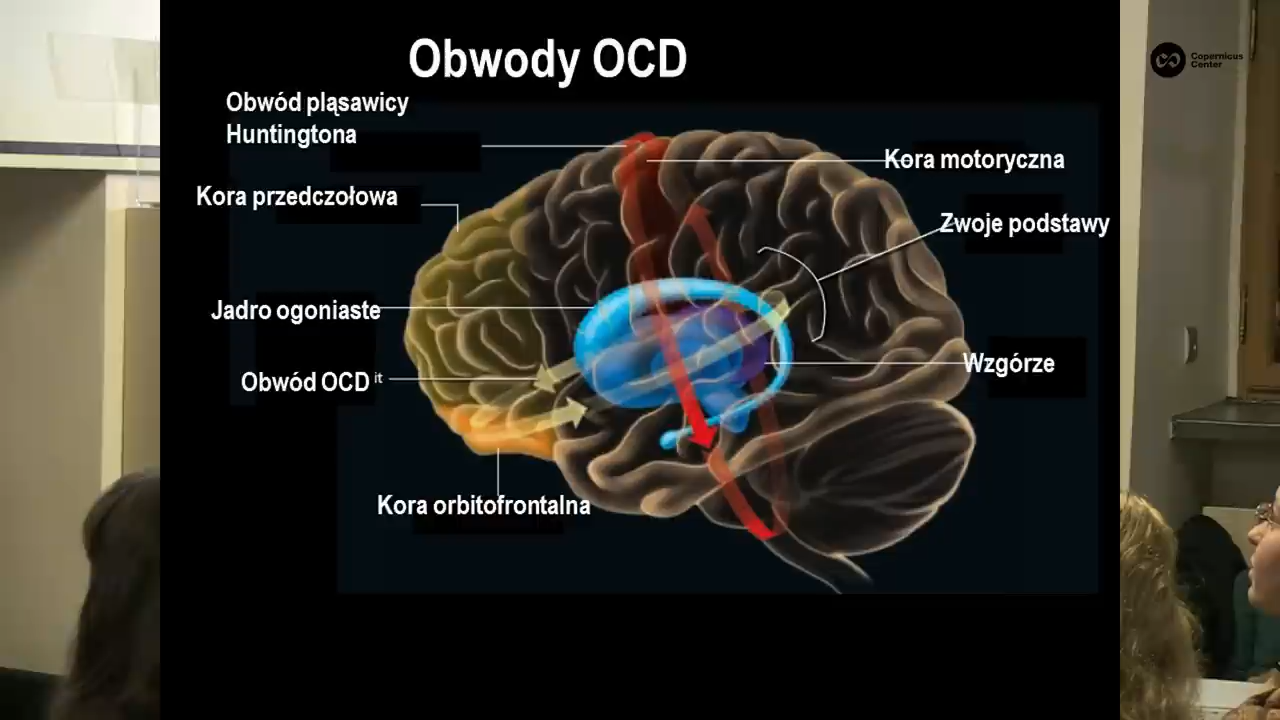 Obwody OCD
Obwód pląsawicy
Huntingtona
Kora motoryczna
Kora przedczołowa
Zwoje podstawy
Jadro ogoniaste
Wzgórze
Obwód OCD it
Kora orbitofrontalna
Copernicus
Center